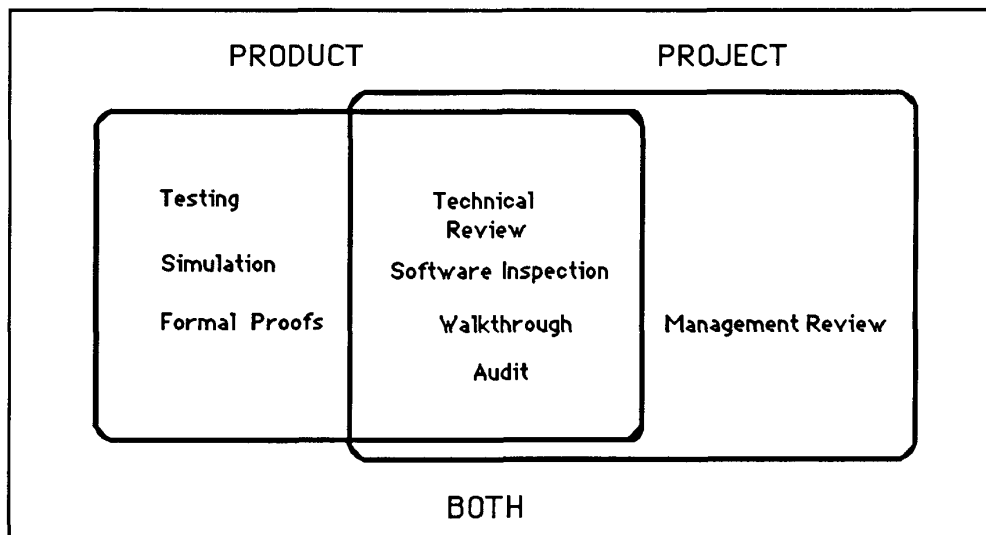 PRODUCT
PROJECT
Testing
Simulation
Formal Proofs
Technical
Review
Software Inspection
Walkthrough
Audit
Management Review
BOTH